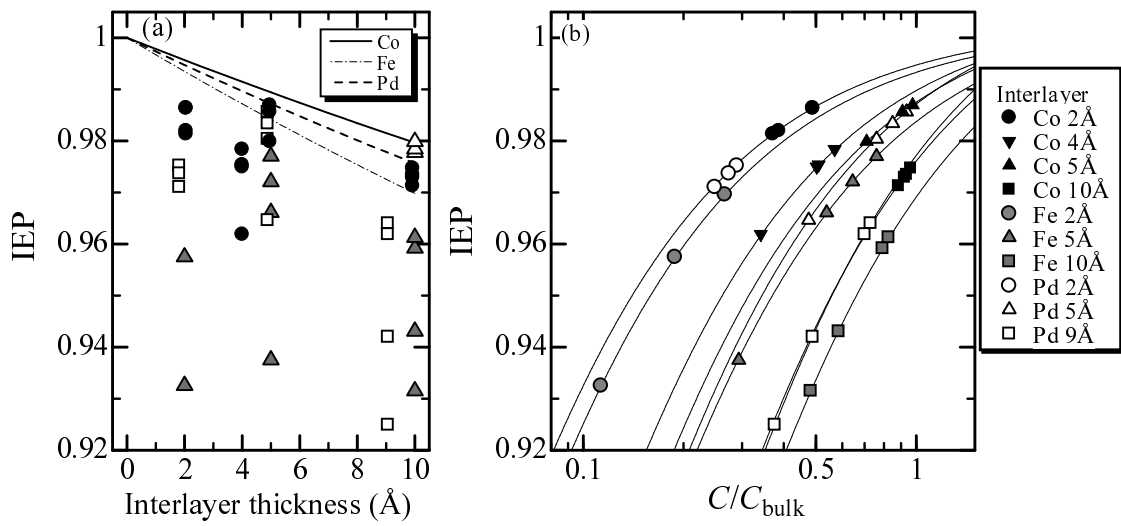 (a)
Co
Fe
Pd
1
0.98
0.96
0.94
0.92
IEP
0 2 4 6 8 10
Interlayer thickness (Å)
(b)
1
0.98
0.96
0.94
0.92
IEP
0.1 0.5 1
C/Cbulk
Interlayer
Co 2Å
Co 4Å
Co 5Å
Co 10Å
Fe 2Å
Fe 5Å
Fe 10Å
Pd 2Å
Pd 5Å
Pd 9Å